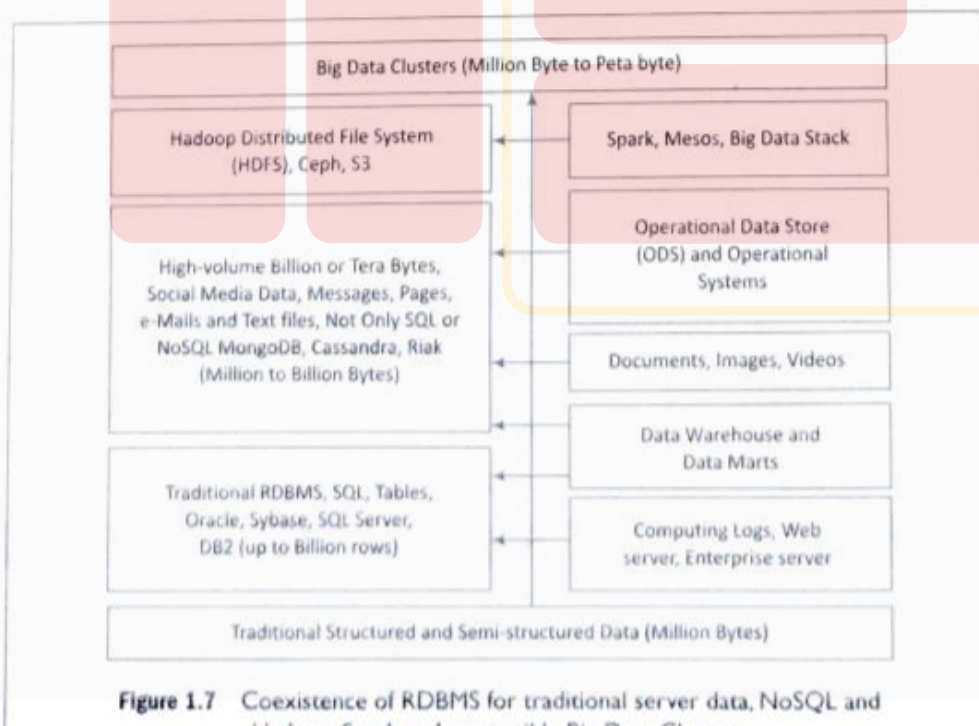 Big Data Clusters (Million Byte to Peta byte)
Hadoop Distributed File System
(HDFS), Ceph, S3
Spark, Mesos, Big Data Stack
High-volume Billion or Tera Bytes,
Social Media Data, Messages, Pages,
e-Mails and Text files, Not Only SQL or
NoSQL MongoDB, Cassandra, Riak
(Million to Billion Bytes)
Operational Data Store
(ODS) and Operational
Systems
Documents, Images, Videos
Data Warehouse and
Data Marts
Traditional RDBMS, SQL, Tables,
Oracle, Sybase, SQL Server,
DB2 (up to Billion rows)
Computing Logs, Web
server, Enterprise server
Traditional Structured and Semi-structured Data (Million Bytes)
Figure 1.7 Coexistence of RDBMS for traditional server data, NoSQL and